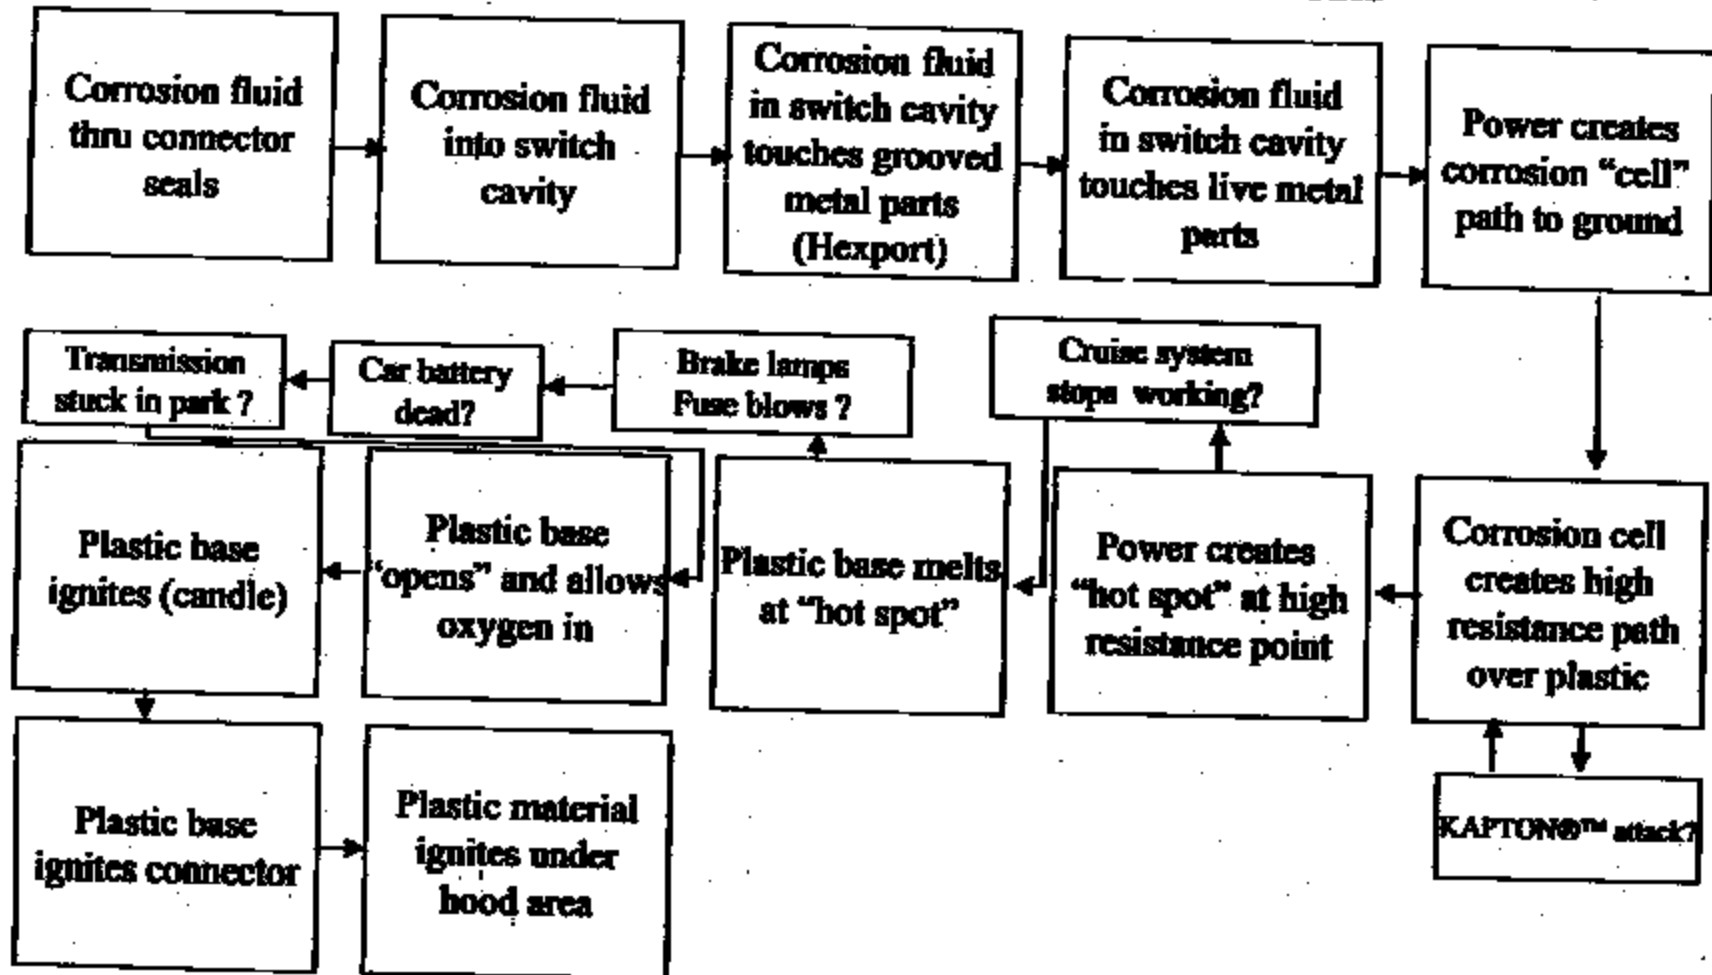 Corrosion fluid
thru connector
seals
Corrosion fluid
into switch
cavity
Corrosion fluid
in switch cavity
touches grooved
metal parts
(Hexport)
Corrosion fluid
in switch cavity
touches live metal
parts
Power creates
corrosion “cell”
path to ground
Transmission
stuck in park ?
Car battery
dead?
Brake lamps
Fuse blows ?
Cruise system
stops working?
Plastic base
ignites (candle)
Plastic base
“opens” and allows
oxygen in
Plastic base melts
at “hot spot”
Power creates
“hot spot” at high
resistance point
Corrosion cell
creates high
resistance path
over plastic
Plastic base
ignites connector
Plastic material
ignites under
hood area
KAPTON®™ attack?